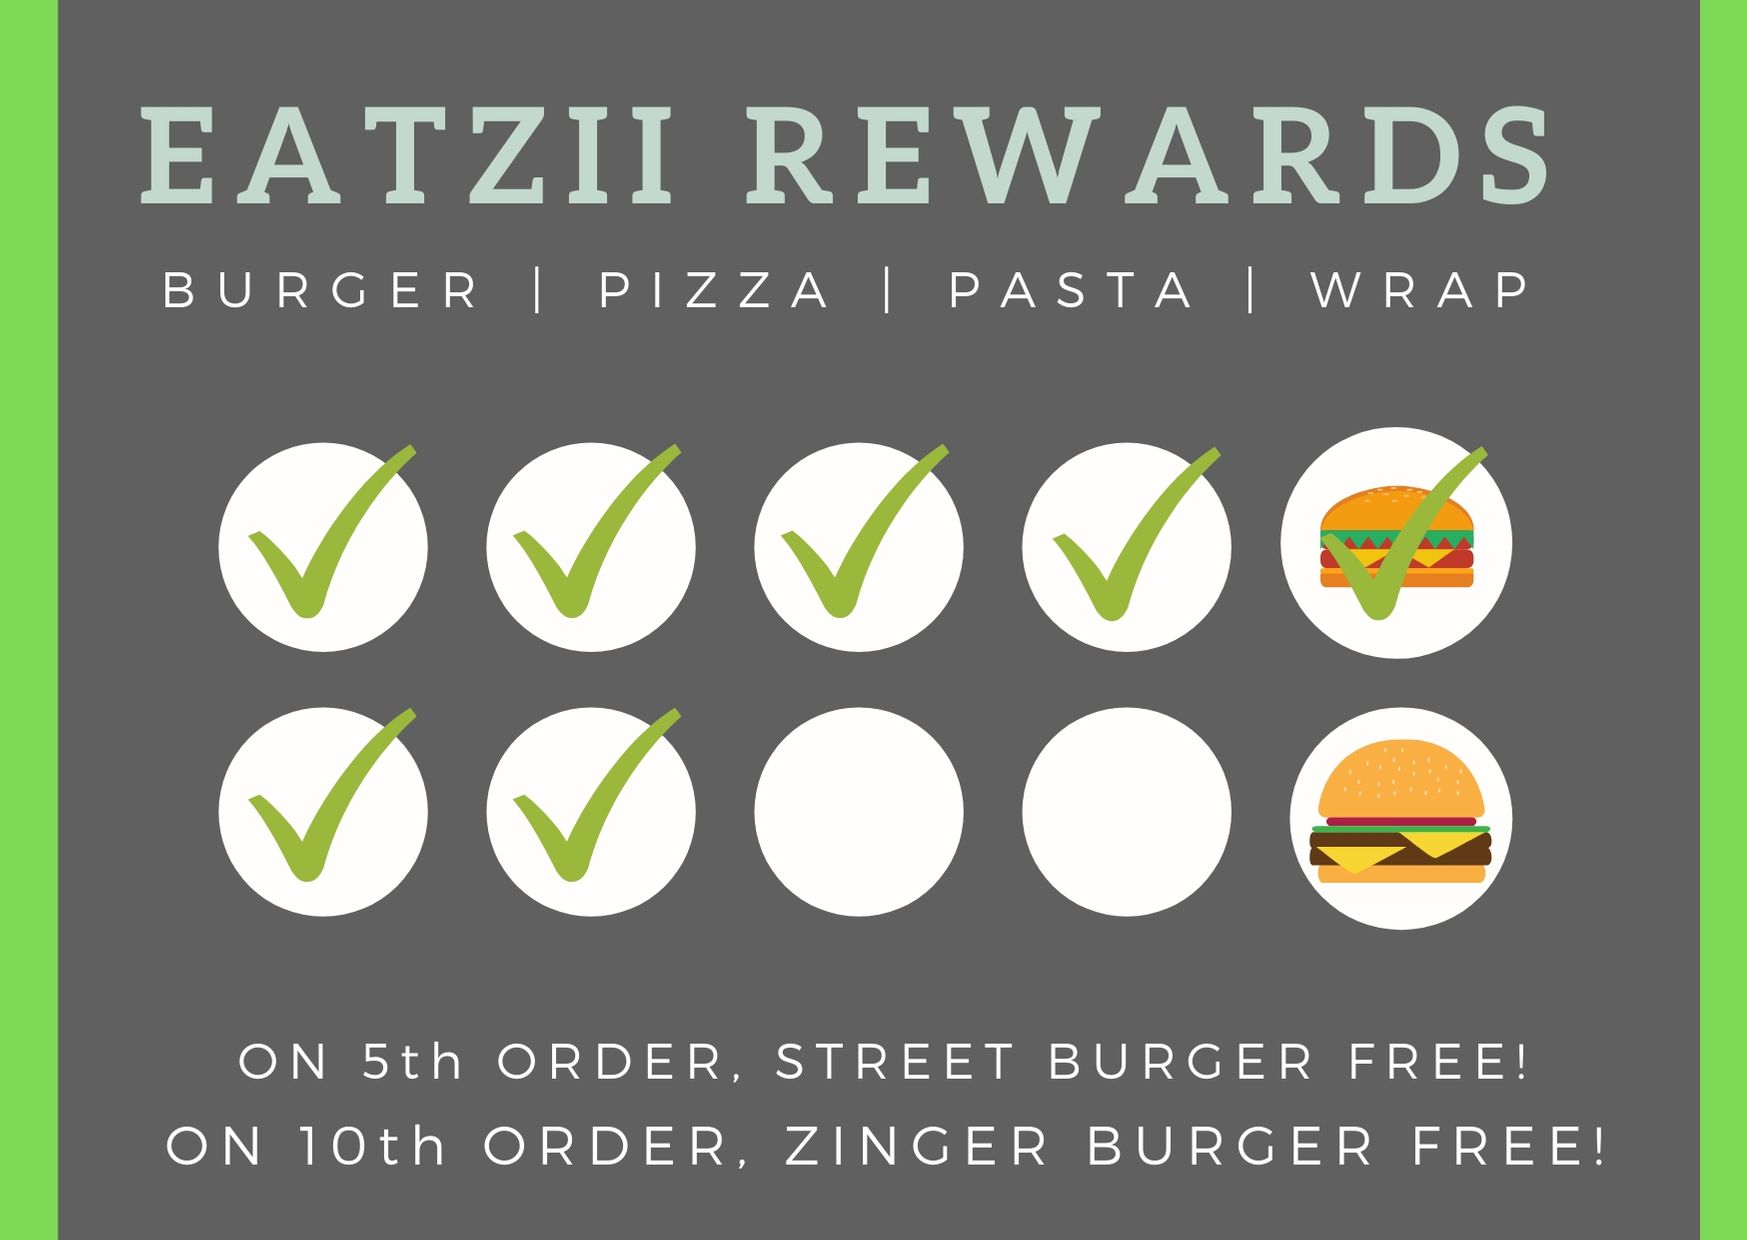 EATZII REWARDS
BURGER | PIZZA | PASTA | WRAP
ON 5th ORDER, STREET BURGER FREE!
ON 10th ORDER, ZINGER BURGER FREE!